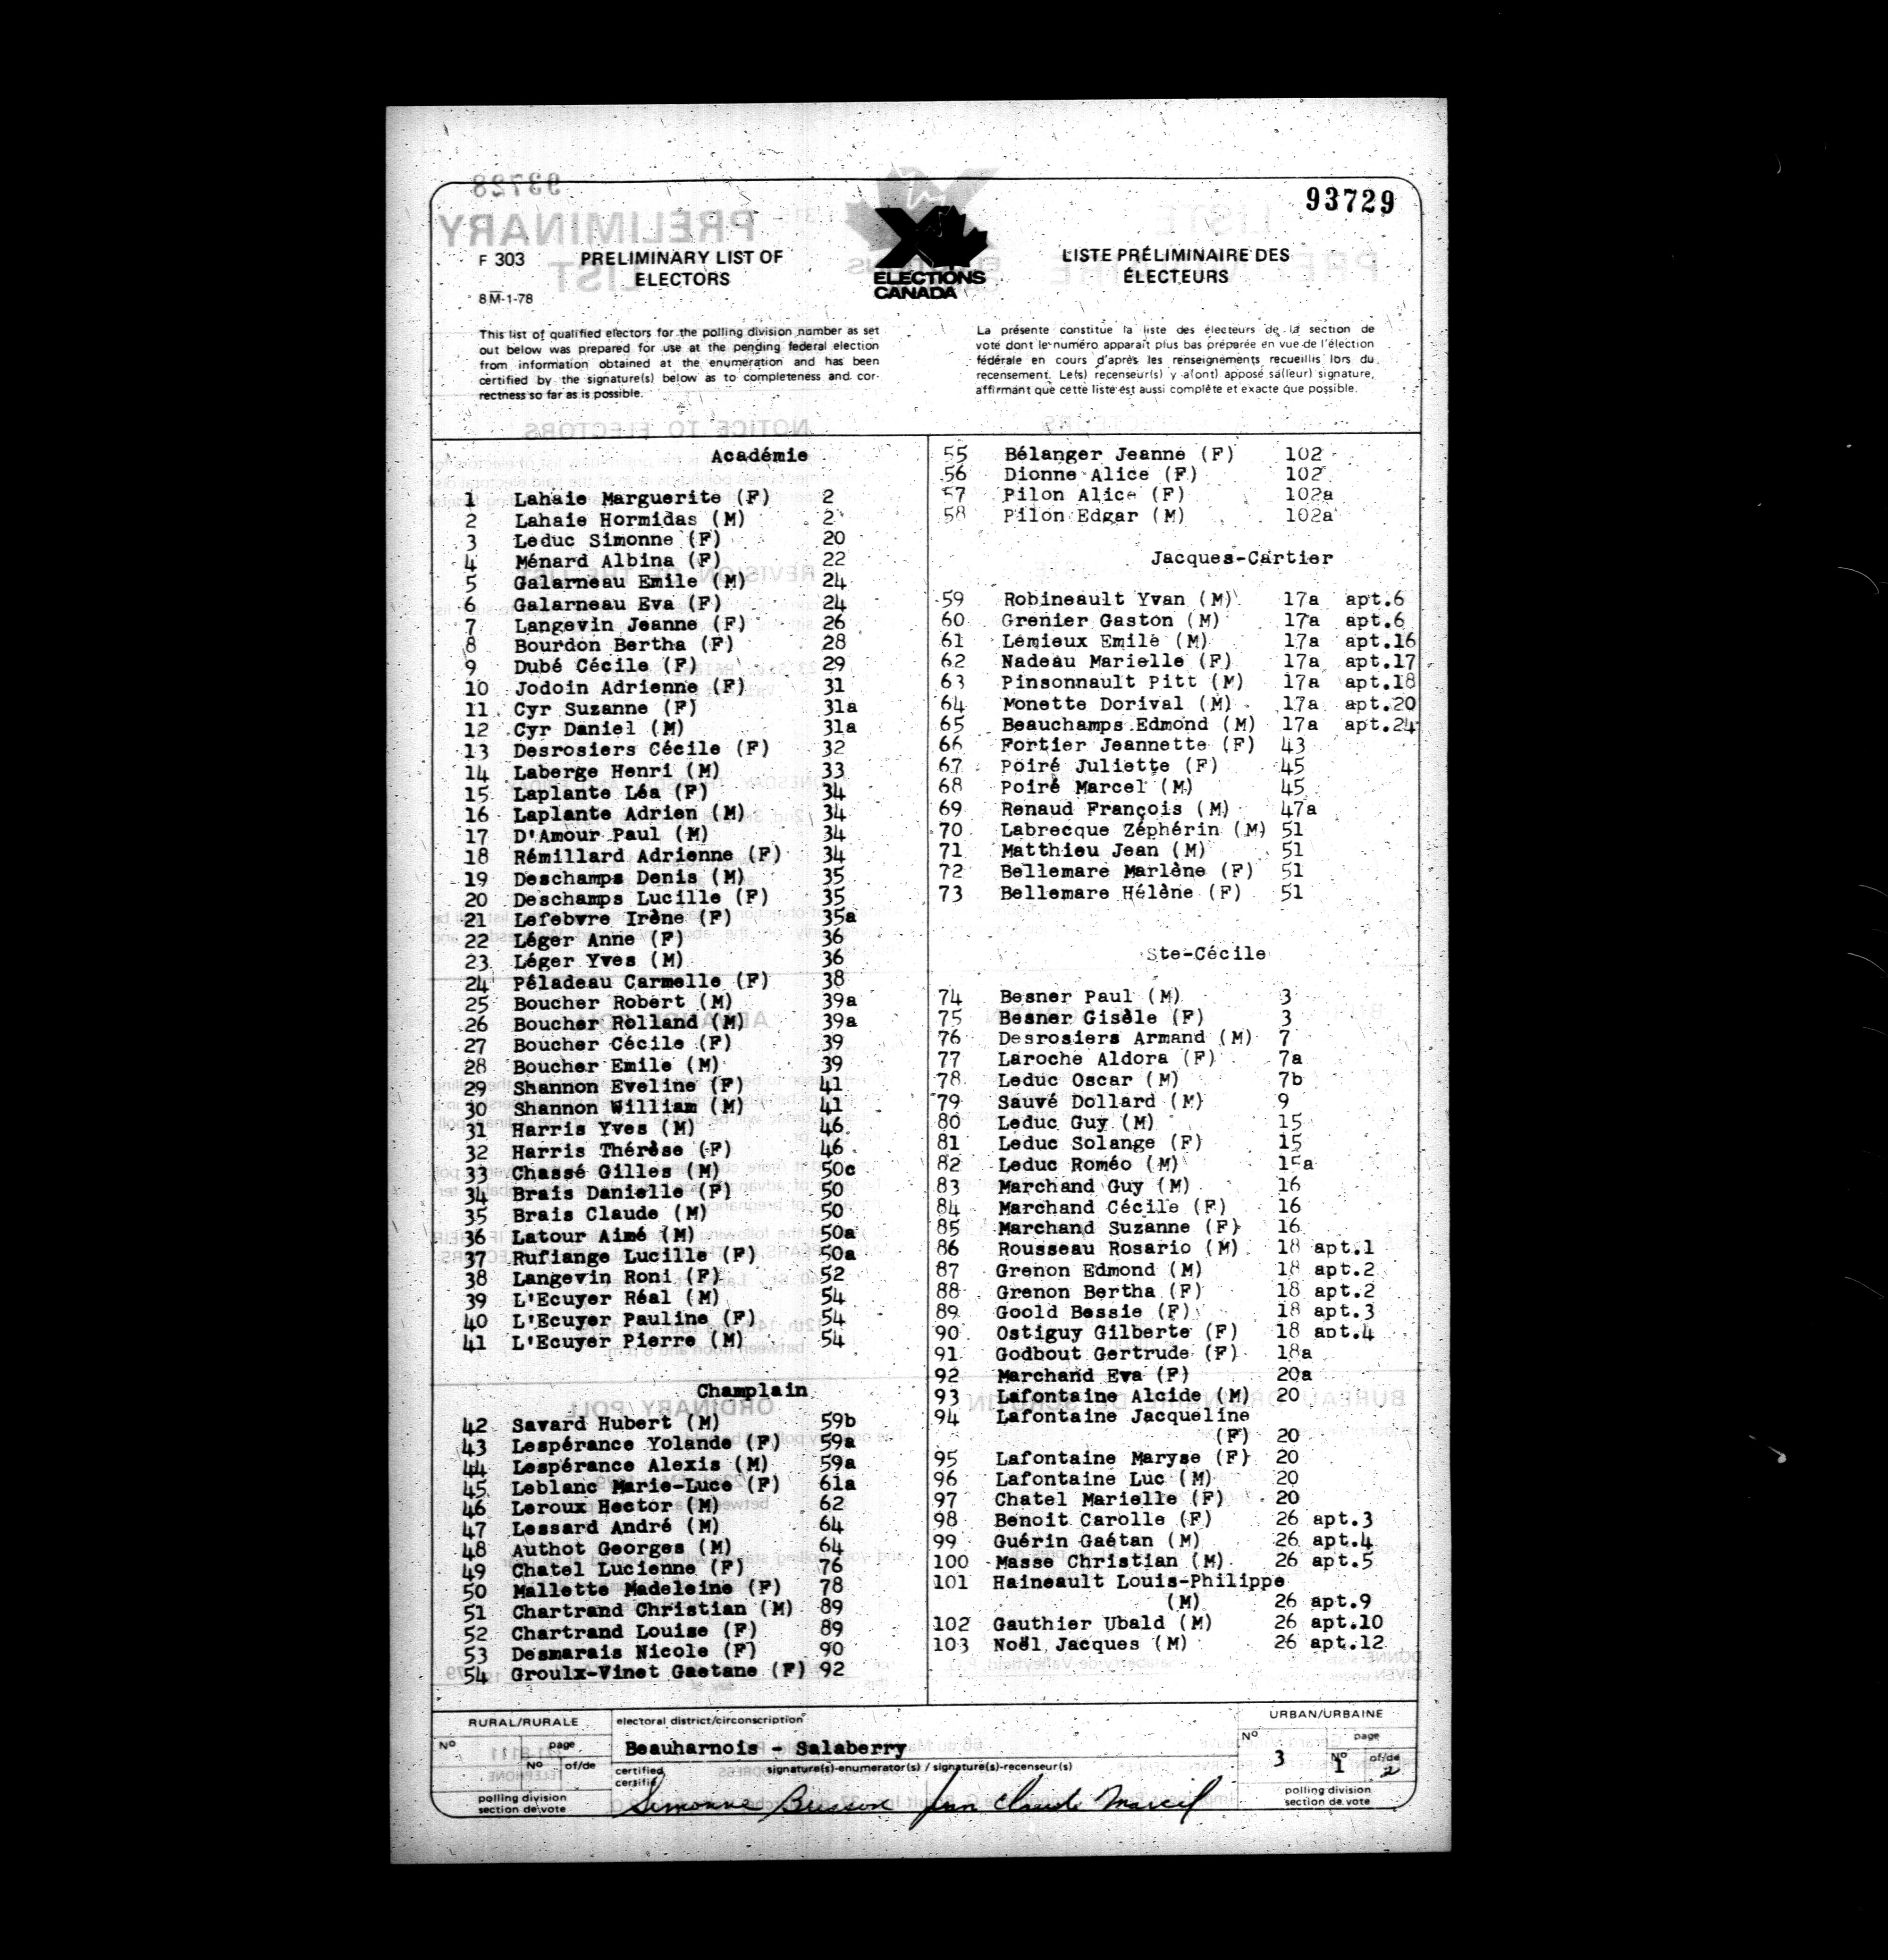 93729
F 303 PRELIMINARY LIST OF
ELECTORS
8M-1-78
ELECTIONS
CANADA
LISTE PRÉLIMINAIRE DES
ÉLECTEURS
This list of qualified electors for the polling division number as set
out below was prepared for use at the pending federal election
from information obtained at the enumeration and has been
certified by the signature(s) below as to completeness and cor-
rectness so far as is possible.
La présente constitue la liste des électeurs de la section de
vote dont le numéro apparaît plus bas préparée en vue de l'élection
fédérale en cours d'après les renseignements recueillis lors du
recensement. Le(s) recenseur(s) y a(ont) apposé sa(leur) signature,
affirmant que cette liste est aussi complète et exacte que possible.
Académie
1 Lahaie Marguerite (F) 2
2 Lahaie Hormidas (M) 2
3 Leduc Simonne (F) 20
4 Ménard Albina (F) 22
5 Galarneau Emile (M) 24
6 Galarneau Eva (F) 24
7 Langevin Jeanne (F) 26
8 Bourdon Bertha (F) 28
9 Dubé Cécile (F) 29
10 Jodoin Adrienne (F) 31
11 Cyr Suzanne (F) 31a
12 Cyr Daniel (M) 31a
13 Desrosiers Cécile (F) 32
14 Laberge Henri (M) 33
15 Laplante Léa (F) 34
16 Laplante Adrien (M) 34
17 D'Amour Paul (M) 34
18 Rémillard Adrienne (F) 34
19 Deschamps Denis (M) 35
20 Deschamps Lucille (F) 35
21 Lefebvre Irène (F) 35a
22 Léger Anne (F) 36
23 Léger Yves (M) 36
24 Péladeau Carmelle (F) 38
25 Boucher Robert (M) 39a
26 Boucher Rolland (M) 39a
27 Boucher Cécile (F) 39
28 Boucher Emile (M) 39
29 Shannon Eveline (F) 41
30 Shannon William (M) 41
31 Harris Yves (M) 46
32 Harris Thérèse (F) 46
33 Chassé Gilles (M) 50c
34 Brais Danielle (F) 50
35 Brais Claude (M) 50
36 Latour Aimé (M) 50a
37 Rufiange Lucille (F) 50a
38 Langevin Roni (F) 52
39 L'Ecuyer Réal (M) 54
40 L'Ecuyer Pauline (F) 54
41 L'Ecuyer Pierre (M) 54
Champlain
42 Savard Hubert (M) 59b
43 Lespérance Yolande (F) 59a
44 Lespérance Alexis (M) 59a
45 Leblanc Marie-Luce (F) 61a
46 Leroux Hector (M) 62
47 Lessard André (M) 64
48 Authot Georges (M) 64
49 Chatel Lucienne (F) 76
50 Mallette Madeleine (F) 78
51 Chartrand Christian (M) 89
52 Chartrand Louise (F) 89
53 Desmarais Nicole (F) 90
54 Groulx-Vinet Gaetane (F) 92
55 Bélanger Jeanne (F) 102
56 Dionne Alice (F) 102
57 Pilon Alice (F) 102a
58 Pilon Edgar (M) 102a
Jacques-Cartier
59 Robineault Yvan (M) 17a apt.6
60 Grenier Gaston (M) 17a apt.6
61 Lemieux Emile (M) 17a apt.16
62 Nadeau Marielle (F) 17a apt.17
63 Pinsonnault Pitt (M) 17a apt.18
64 Monette Dorival (M) 17a apt.20
65 Beauchamps Edmond (M) 17a apt.24
66 Fortier Jeannette (F) 43
67 Poiré Juliette (F) 45
68 Poiré Marcel (M) 45
69 Renaud François (M) 47a
70 Labrecque Zéphérin (M) 51
71 Matthieu Jean (M) 51
72 Bellemare Marlène (F) 51
73 Bellemare Hélène (F) 51
Ste-Cécile
74 Besner Paul (M) 3
75 Besner Gisèle (F) 3
76 Desrosiers Armand (M) 7
77 Laroche Aldora (F) 7a
78 Leduc Oscar (M) 7b
79 Sauvé Dollard (M) 9
80 Leduc Guy (M) 15
81 Leduc Solange (F) 15
82 Leduc Roméo (M) 15a
83 Marchand Guy (M) 16
84 Marchand Cécile (F) 16
85 Marchand Suzanne (F) 16
86 Rousseau Rosario (M) 18 apt.1
87 Grenon Edmond (M) 18 apt.2
88 Grenon Bertha (F) 18 apt.2
89 Goold Bessie (F) 18 apt.3
90 Ostiguy Gilberte (F) 18 apt.4
91 Godbout Gertrude (F) 18a
92 Marchand Eva (F) 20a
93 Lafontaine Alcide (M) 20
94 Lafontaine Jacqueline
(F) 20
95 Lafontaine Maryse (F) 20
96 Lafontaine Luc (M) 20
97 Chatel Marielle (F) 20
98 Benoit Carolle (F) 26 apt.3
99 Guérin Gaétan (M) 26 apt.4
100 Masse Christian (M) 26 apt.5
101 Haineault Louis-Philippe
(M) 26 apt.9
102 Gauthier Ubald (M) 26 apt.10
103 Noël Jacques (M) 26 apt.12
RURAL/RURALE
Nº page
Nº of/de
polling division
section de vote
electoral district/circonscription
Beauharnois - Salaberry
certified signature(s)-enumerator(s) / signature(s)-recenseur(s)
certifié
Simonne Brisson Jean Claude Marcil
URBAN/URBAINE
Nº page
3 Nº 1 of/de 2
polling division
section de vote